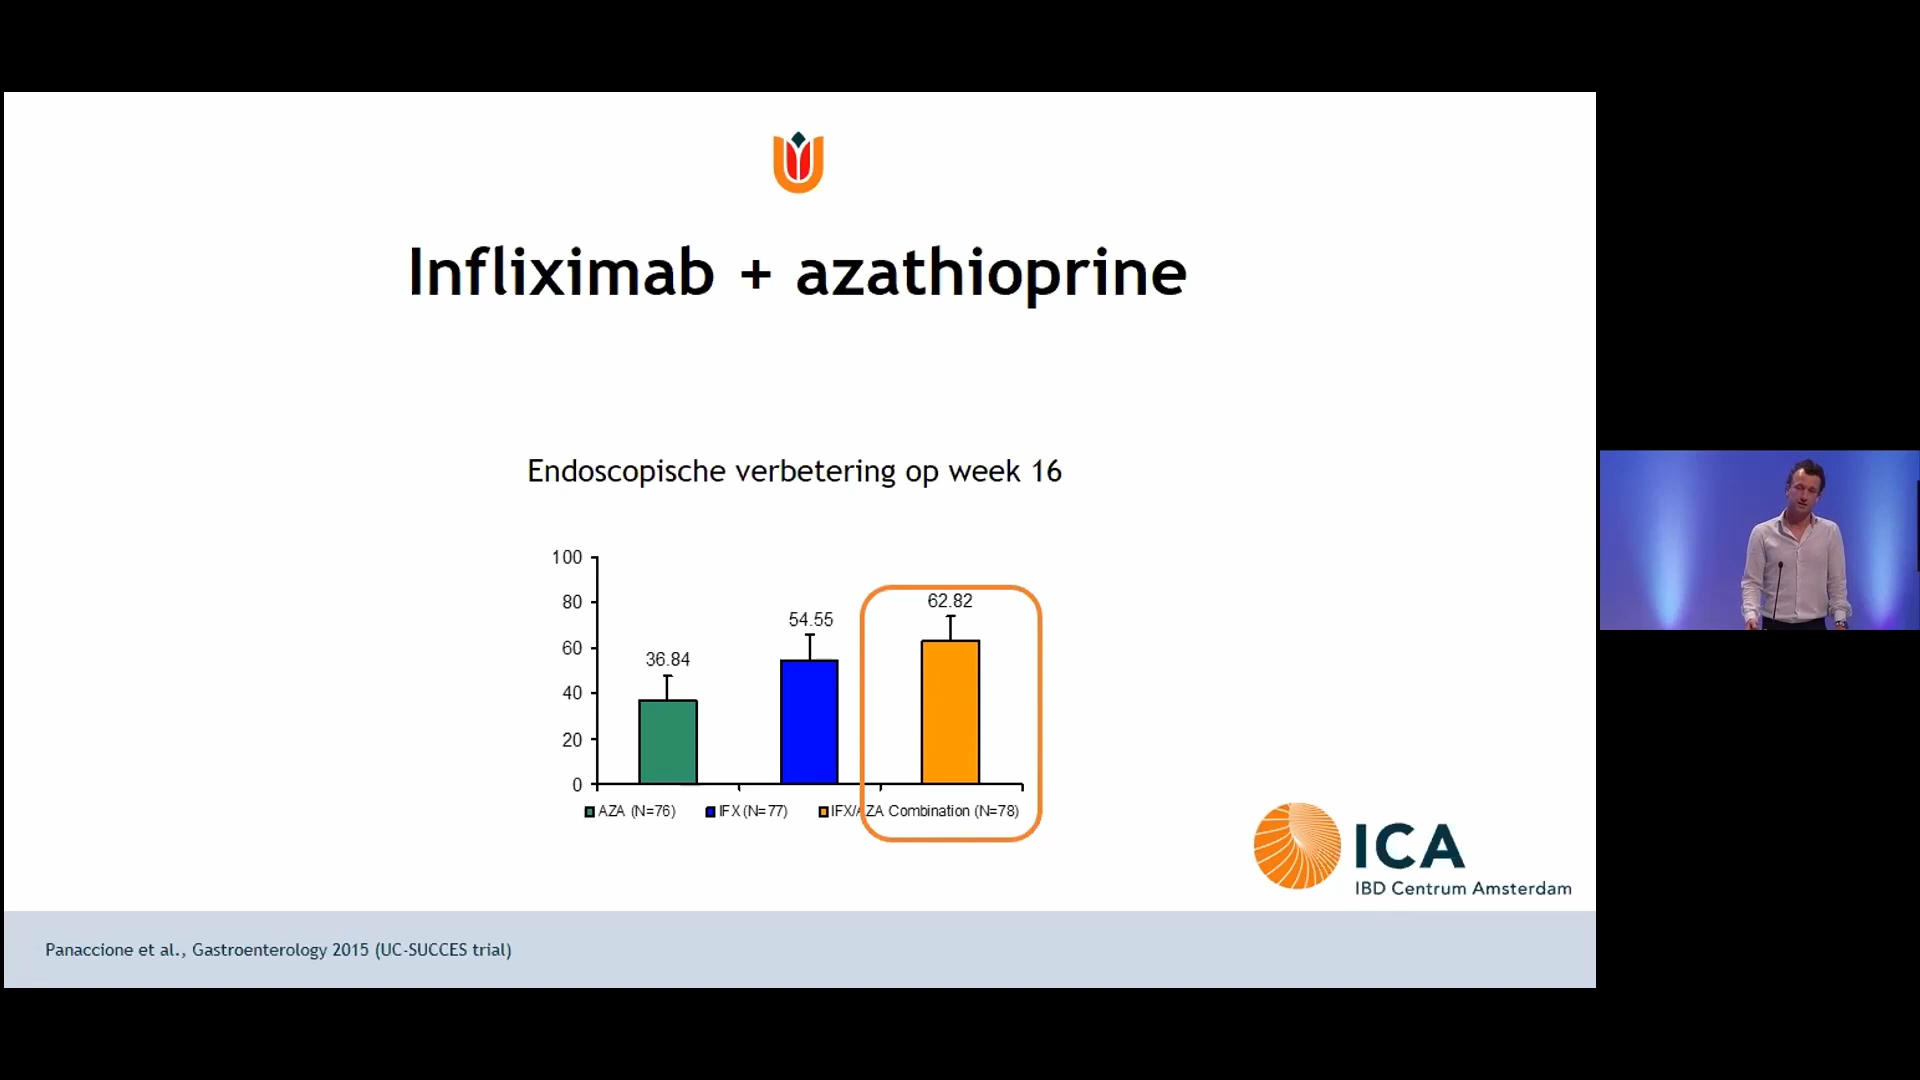 Infliximab + azathioprine
Endoscopische verbetering op week 16
100
80
60
40
20
0
36.84
54.55
62.82
AZA (N=76)
IFX (N=77)
IFX/AZA Combination (N=78)
ICA
IBD Centrum Amsterdam
Panaccione et al., Gastroenterology 2015 (UC-SUCCES trial)